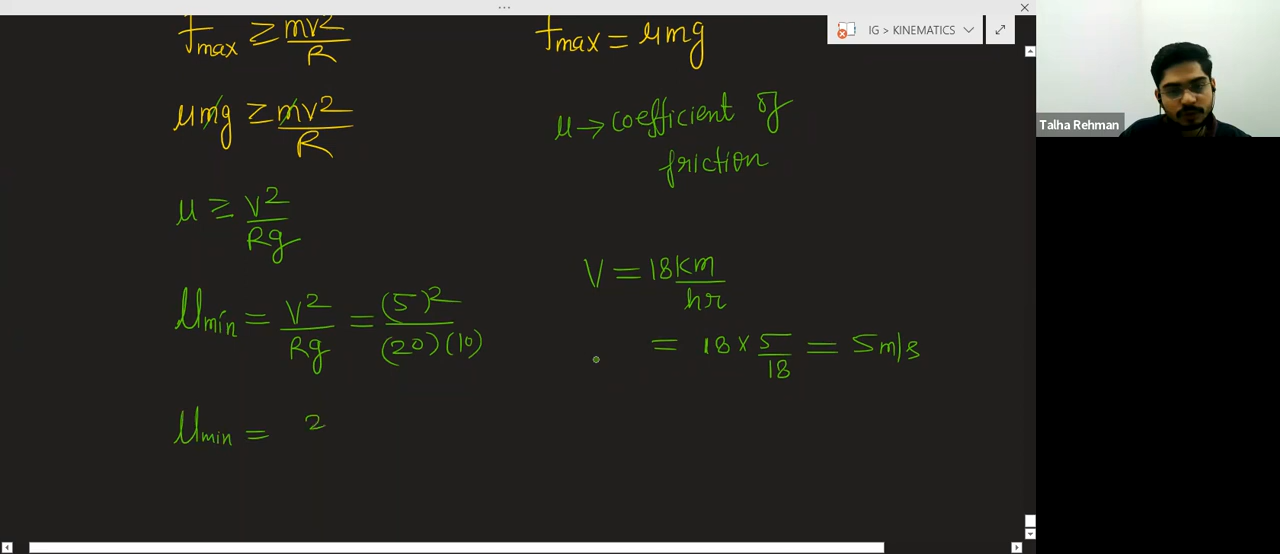 fmax ≥ mv²/R
fmax = μmg
IG > KINEMATICS
Talha Rehman
μmg ≥ mv²/R
μ → coefficient of
friction
μ ≥ v²/Rg
V = 18 Km/hr
μmin = v²/Rg = (5)²/(20)(10)
= 18 × 5/18 = 5 m/s
μmin = 2